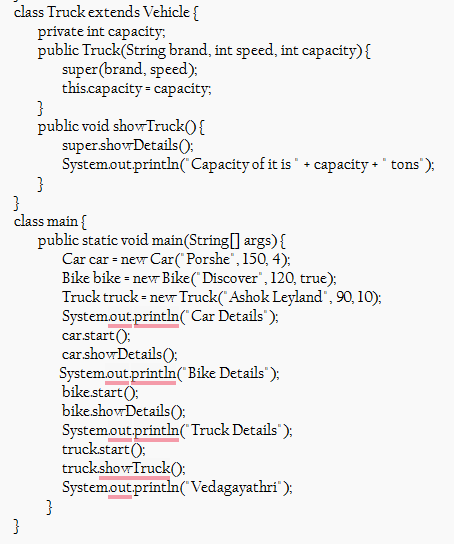 class Truck extends Vehicle {
private int capacity;
public Truck(String brand, int speed, int capacity) {
super(brand, speed);
this.capacity = capacity;
}
public void showTruck() {
super.showDetails();
System.out.println("Capacity of it is " + capacity + " tons");
}
}
class main {
public static void main(String[] args) {
Car car = new Car("Porshe", 150, 4);
Bike bike = new Bike("Discover", 120, true);
Truck truck = new Truck("Ashok Leyland", 90, 10);
System.out.println("Car Details");
car.start();
car.showDetails();
System.out.println("Bike Details");
bike.start();
bike.showDetails();
System.out.println("Truck Details");
truck.start();
truck.showTruck();
System.out.println("Vedagayathri");
}
}